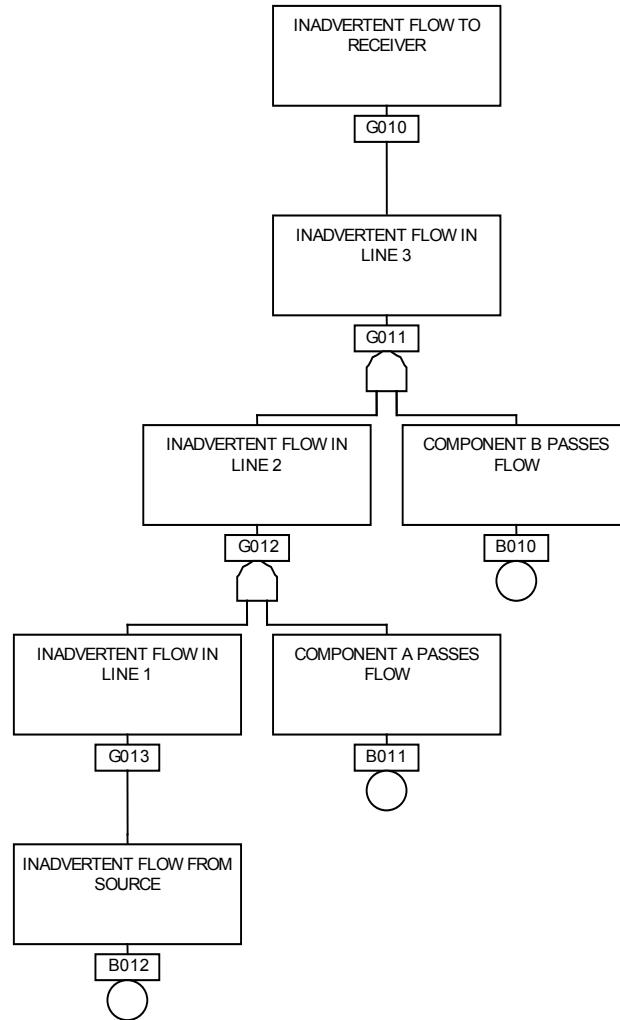 INADVERTENT FLOW TO
RECEIVER
G010
INADVERTENT FLOW IN
LINE 3
G011
INADVERTENT FLOW IN
LINE 2
COMPONENT B PASSES
FLOW
G012
B010
INADVERTENT FLOW IN
LINE 1
COMPONENT A PASSES
FLOW
G013
B011
INADVERTENT FLOW FROM
SOURCE
B012